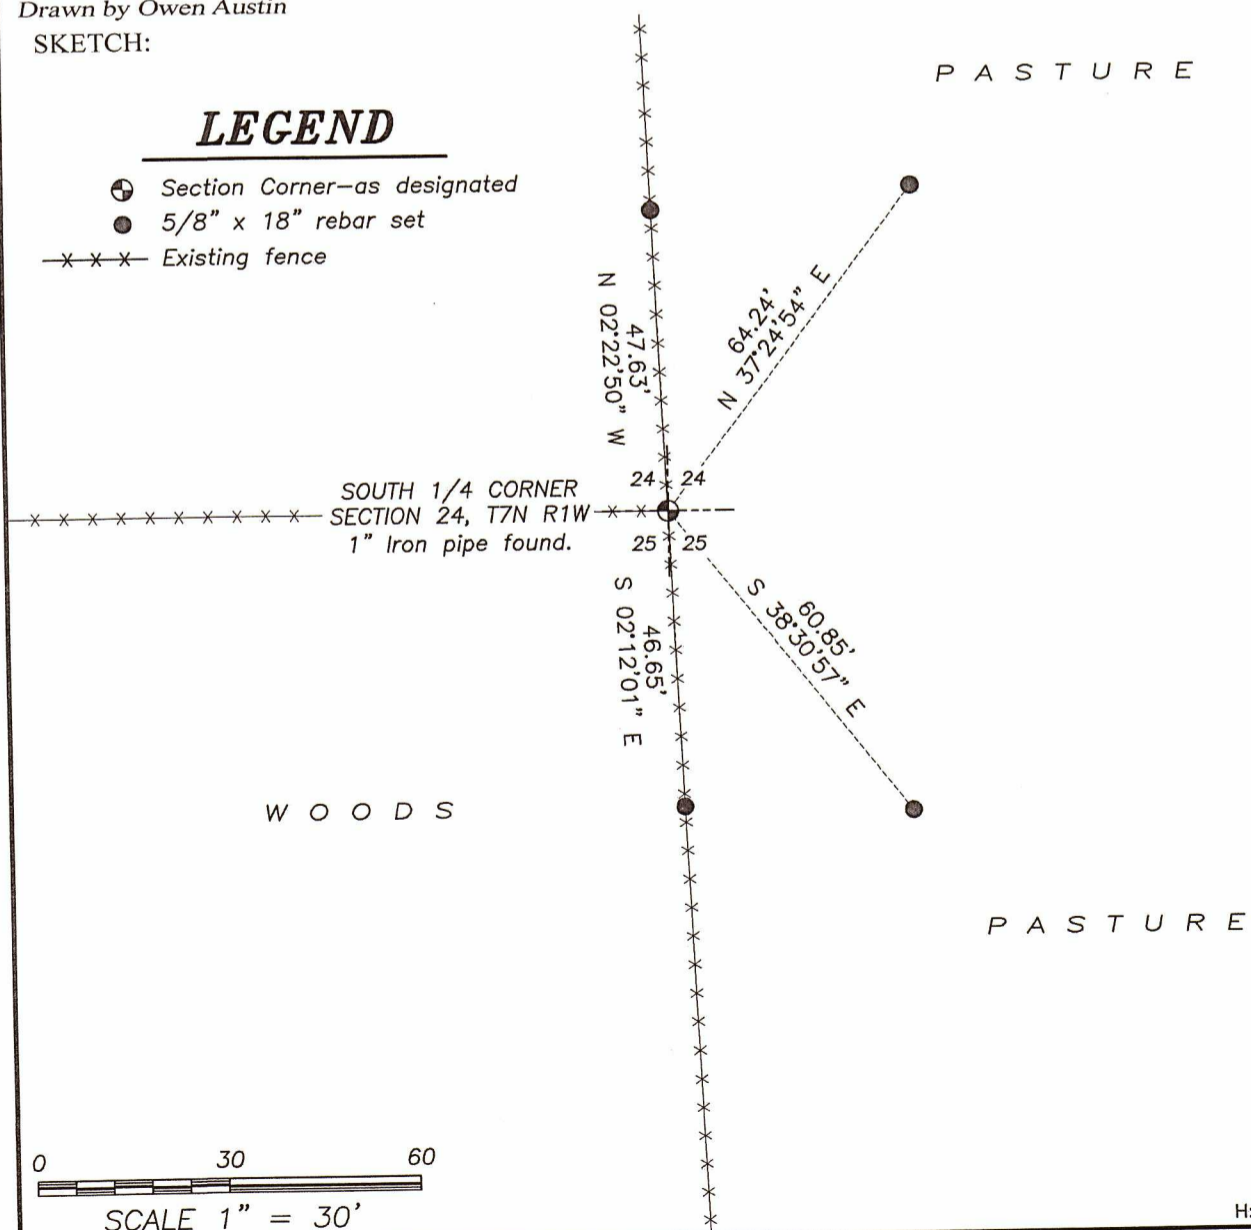 Drawn by Owen Austin
SKETCH:
PASTURE
LEGEND
Section Corner-as designated
5/8" x 18" rebar set
Existing fence
64.24'
N 37°24'54" E
47.63'
N 02°22'50" W
24 24
SOUTH 1/4 CORNER
SECTION 24, T7N R1W
1" Iron pipe found.
25 25
60.85'
S 38°30'57" E
46.65'
S 02°12'01" E
WOODS
PASTURE
0 30 60
SCALE 1" = 30'
H: